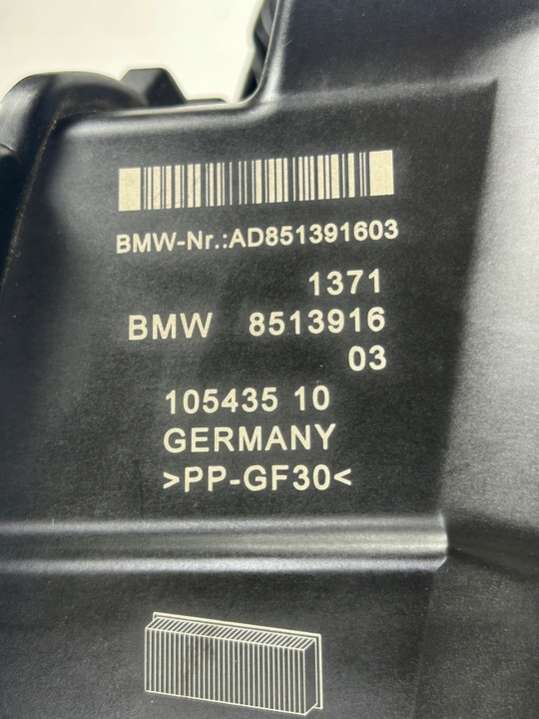 BMW-Nr.:AD851391603
1371
BMW 8513916
03
105435 10
GERMANY
>PP-GF30<